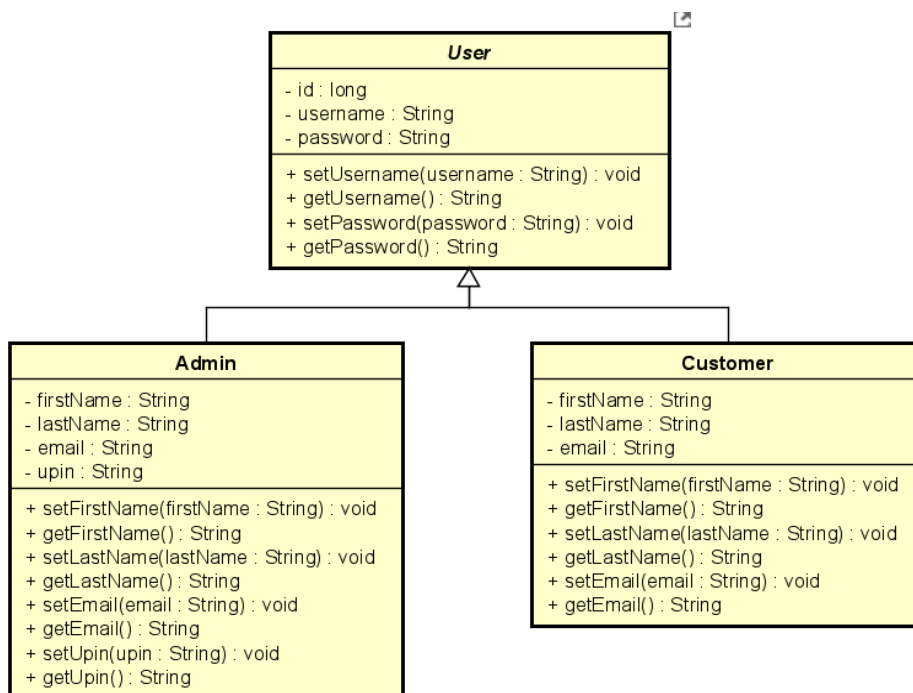 User
- id : long
- username : String
- password : String
+ setUsername(username : String) : void
+ getUsername() : String
+ setPassword(password : String) : void
+ getPassword() : String
Admin
- firstName : String
- lastName : String
- email : String
- upin : String
+ setFirstName(firstName : String) : void
+ getFirstName() : String
+ setLastName(lastName : String) : void
+ getLastName() : String
+ setEmail(email : String) : void
+ getEmail() : String
+ setUpin(upin : String) : void
+ getUpin() : String
Customer
- firstName : String
- lastName : String
- email : String
+ setFirstName(firstName : String) : void
+ getFirstName() : String
+ setLastName(lastName : String) : void
+ getLastName() : String
+ setEmail(email : String) : void
+ getEmail() : String